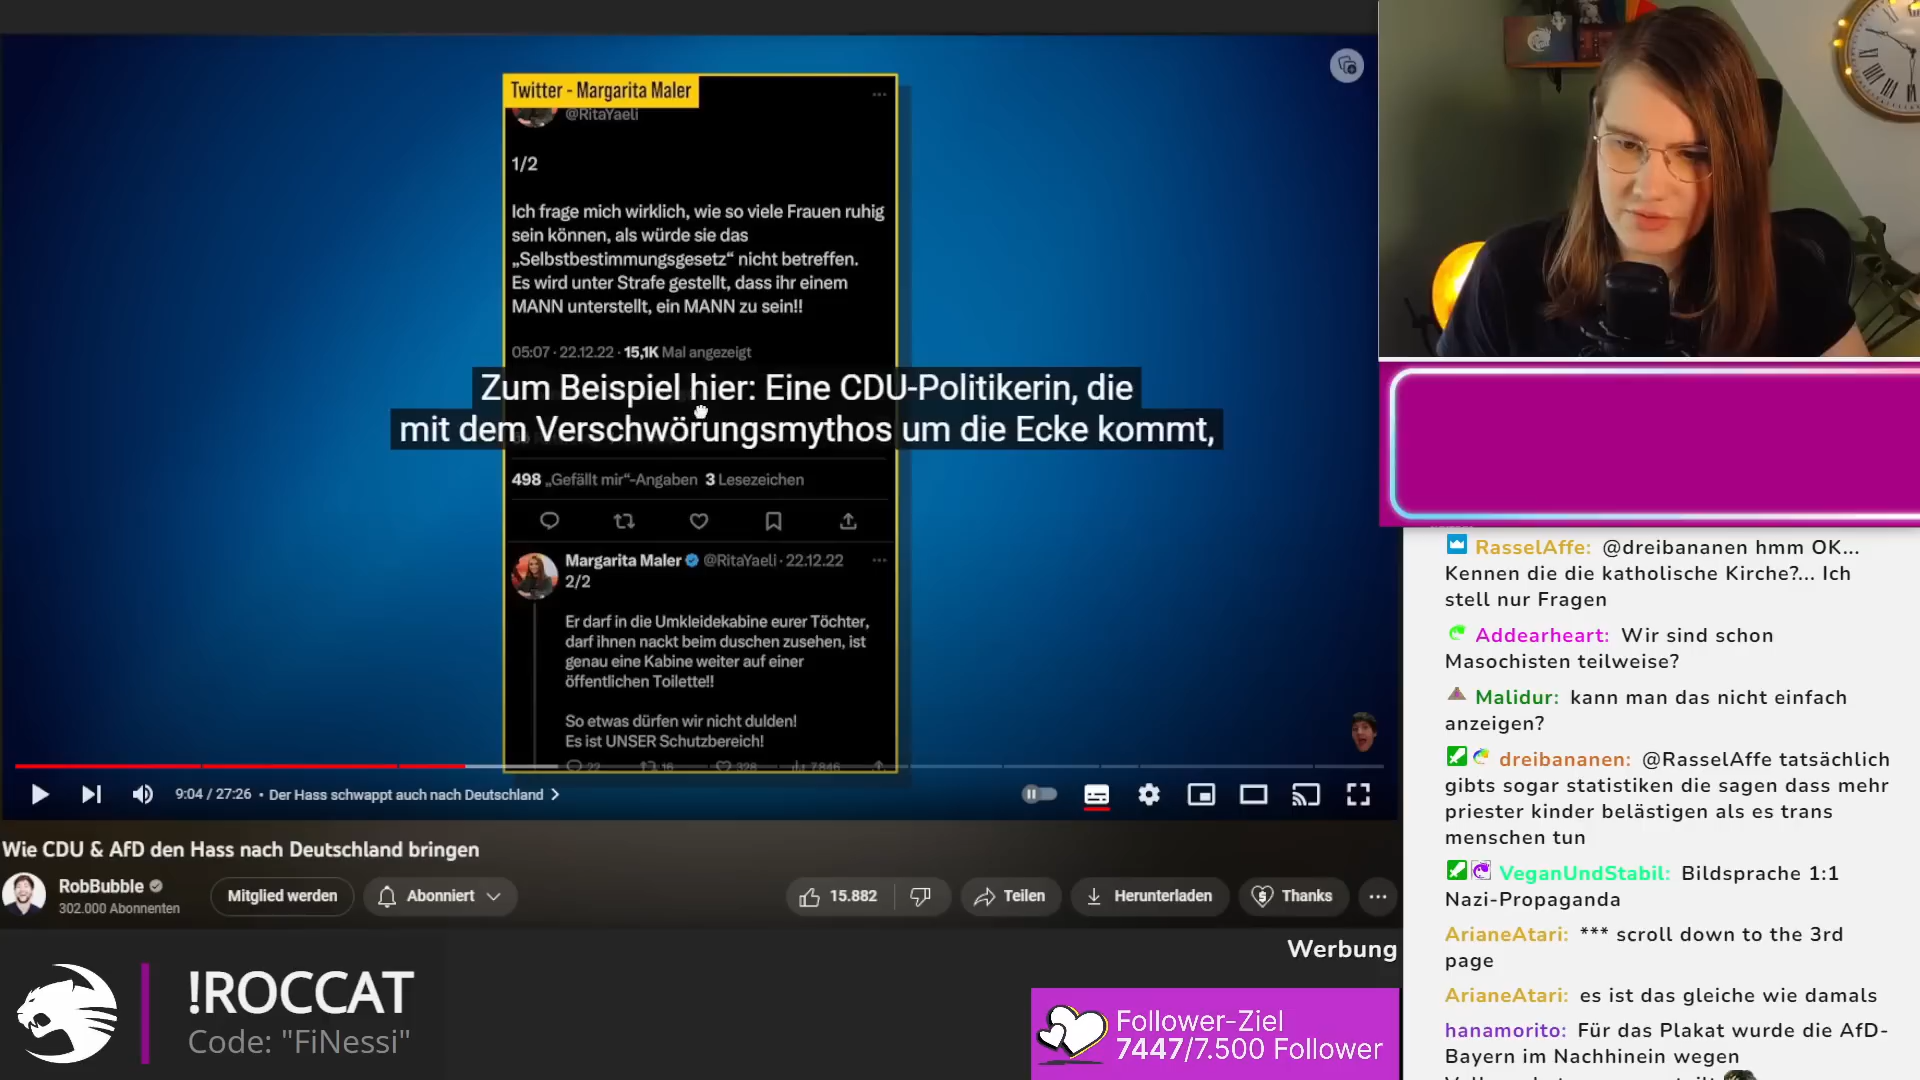 Twitter - Margarita Maler
@RitaYaeli
1/2
Ich frage mich wirklich, wie so viele Frauen ruhig
sein können, als würde sie das
„Selbstbestimmungsgesetz“ nicht betreffen.
Es wird unter Strafe gestellt, dass ihr einem
MANN unterstellt, ein MANN zu sein!!
05:07 · 22.12.22 · 15,1K Mal angezeigt
Zum Beispiel hier: Eine CDU-Politikerin, die
mit dem Verschwörungsmythos um die Ecke kommt,
498 „Gefällt mir“-Angaben 3 Lesezeichen
Margarita Maler @RitaYaeli · 22.12.22
2/2
Er darf in die Umkleidekabine eurer Töchter,
darf ihnen nackt beim duschen zusehen, ist
genau eine Kabine weiter auf einer
öffentlichen Toilette!!
So etwas dürfen wir nicht dulden!
Es ist UNSER Schutzbereich!
22 16 328 7.846
9:04 / 27:26 • Der Hass schwappt auch nach Deutschland
Wie CDU & AfD den Hass nach Deutschland bringen
RobBubble
302.000 Abonnenten
Mitglied werden
Abonniert
15.882
Teilen
Herunterladen
Thanks
Werbung
!ROCCAT
Code: "FiNessi"
Follower-Ziel
7447/7.500 Follower
RasselAffe: @dreibananen hmm OK...
Kennen die die katholische Kirche?... Ich
stell nur Fragen
Addearheart: Wir sind schon
Masochisten teilweise?
Malidur: kann man das nicht einfach
anzeigen?
dreibananen: @RasselAffe tatsächlich
gibts sogar statistiken die sagen dass mehr
priester kinder belästigen als es trans
menschen tun
VeganUndStabil: Bildsprache 1:1
Nazi-Propaganda
ArianeAtari: *** scroll down to the 3rd
page
ArianeAtari: es ist das gleiche wie damals
hanamorito: Für das Plakat wurde die AfD-
Bayern im Nachhinein wegen